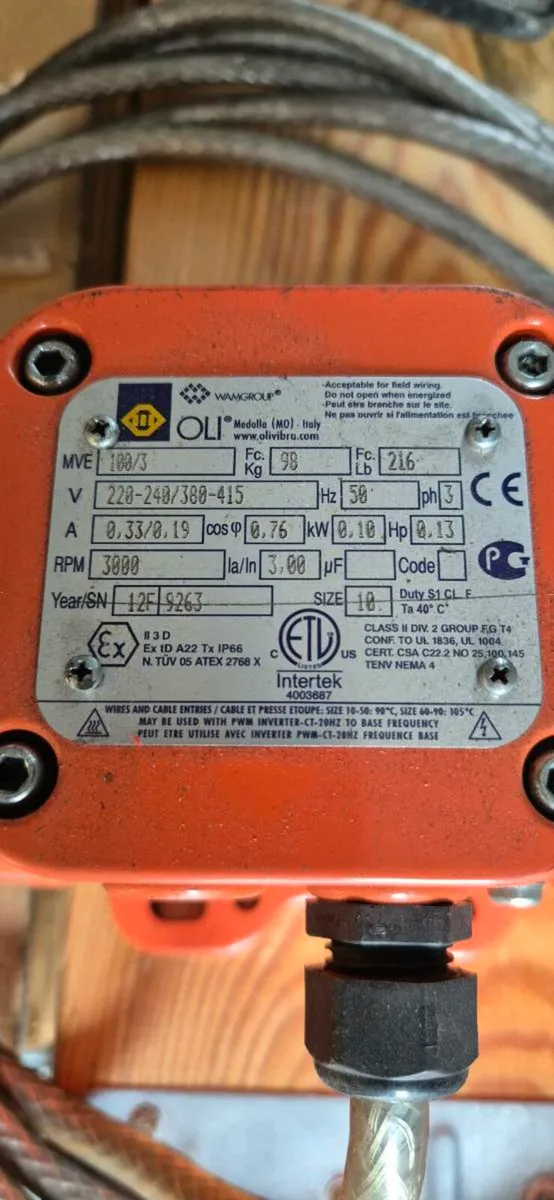 WAMGROUP®
-Acceptable for field wiring.
Do not open when energized
-Peut être branche sur le site.
Ne pas ouvrir si l'alimentation est branchee
OLI® Medolla (MO) - Italy
www.olivibra.com
MVE 100/3 Fc. Kg 98 Fc. Lb 216
V 220-240/380-415 Hz 50 ph 3 CE
A 0,33/0,19 cos φ 0,76 kW 0,10 Hp 0,13
RPM 3000 Ia/In 3,00 µF Code
Year/SN 12F 9263 SIZE 10. Duty S1 CL. F
Ta 40° C
Ex II 3 D
Ex tD A22 Tx IP66
N. TÜV 05 ATEX 2768 X
C ETL US
LISTED
Intertek
4003687
CLASS II DIV. 2 GROUP F,G T4
CONF. TO UL 1836, UL 1004
CERT. CSA C22.2 NO 25,100,145
TENV NEMA 4
WIRES AND CABLE ENTRIES / CABLE ET PRESSE ETOUPE: SIZE 10-50: 90°C, SIZE 60-90: 105°C
MAY BE USED WITH PWM INVERTER-CT-20HZ TO BASE FREQUENCY
PEUT ETRE UTILISE AVEC INVERTER PWM-CT-20HZ FREQUENCE BASE